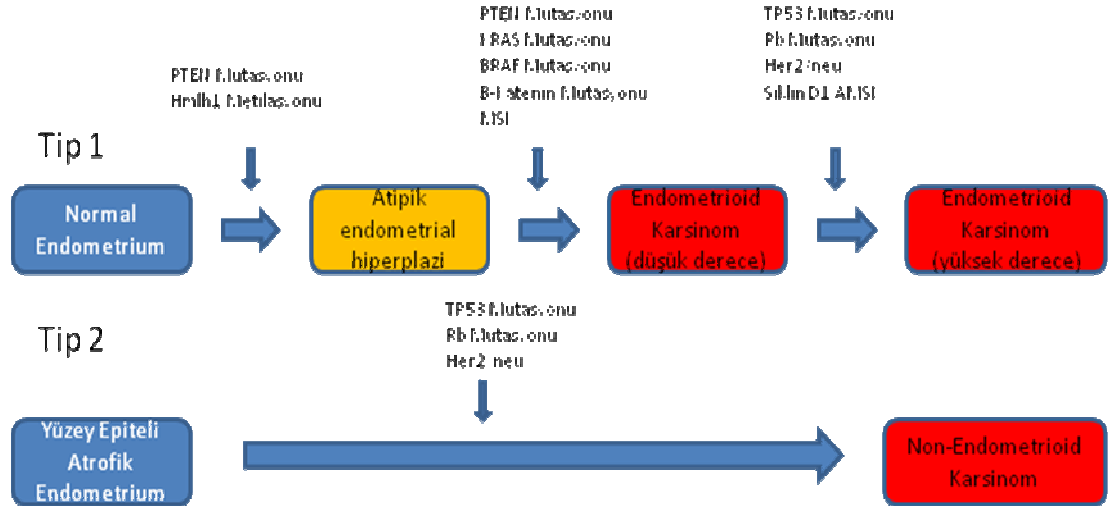 PTEN Mutasyonu
Hmlh1 Metilasyonu
PTEN Mutasyonu
KRAS Mutasyonu
BRAF Mutasyonu
B-Katenin Mutasyonu
MSI
TP53 Mutasyonu
Rb Mutasyonu
Her2/neu
Siklin D1 AMSI
Tip 1
Normal
Endometrium
Atipik
endometrial
hiperplazi
Endometrioid
Karsinom
(düşük derece)
Endometrioid
Karsinom
(yüksek derece)
TP53 Mutasyonu
Rb Mutasyonu
Her2/neu
Tip 2
Yüzey Epiteli
Atrofik
Endometrium
Non-Endometrioid
Karsinom